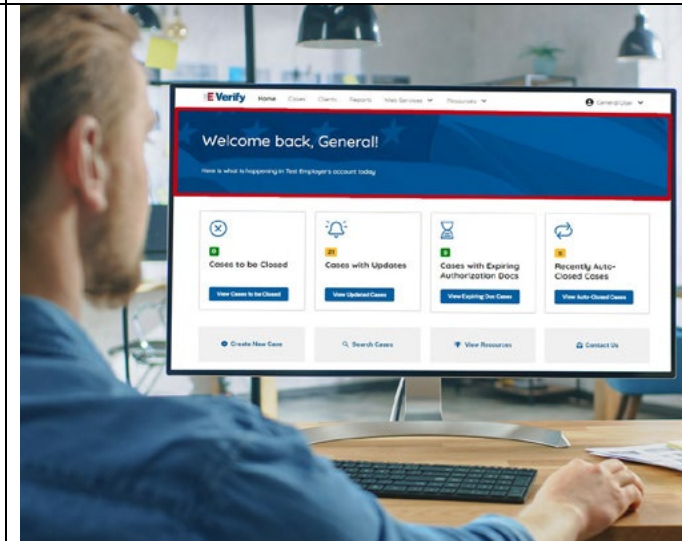 E-Verify Home Cases Clients Reports Web Services Resources General User
Welcome back, General!
Here is what is happening in Test Employer's account today
0
Cases to be Closed
View Cases to be Closed
21
Cases with Updates
View Updated Cases
Cases with Expiring
Authorization Docs
View Expiring Doc Cases
Recently Auto-
Closed Cases
View Auto-Closed Cases
Create New Case
Search Cases
View Resources
Contact Us